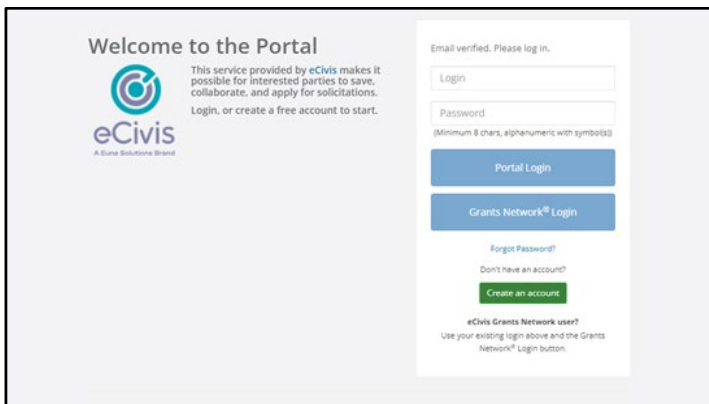 Welcome to the Portal
This service provided by eCivis makes it
possible for interested parties to save,
collaborate, and apply for solicitations.
Login, or create a free account to start.
eCivis
A Euna Solutions Brand
Email verified. Please log in.
Login
Password
(Minimum 8 chars, alphanumeric with symbol(s))
Portal Login
Grants Network® Login
Forgot Password?
Don't have an account?
Create an account
eCivis Grants Network user?
Use your existing login above and the Grants
Network® Login button.